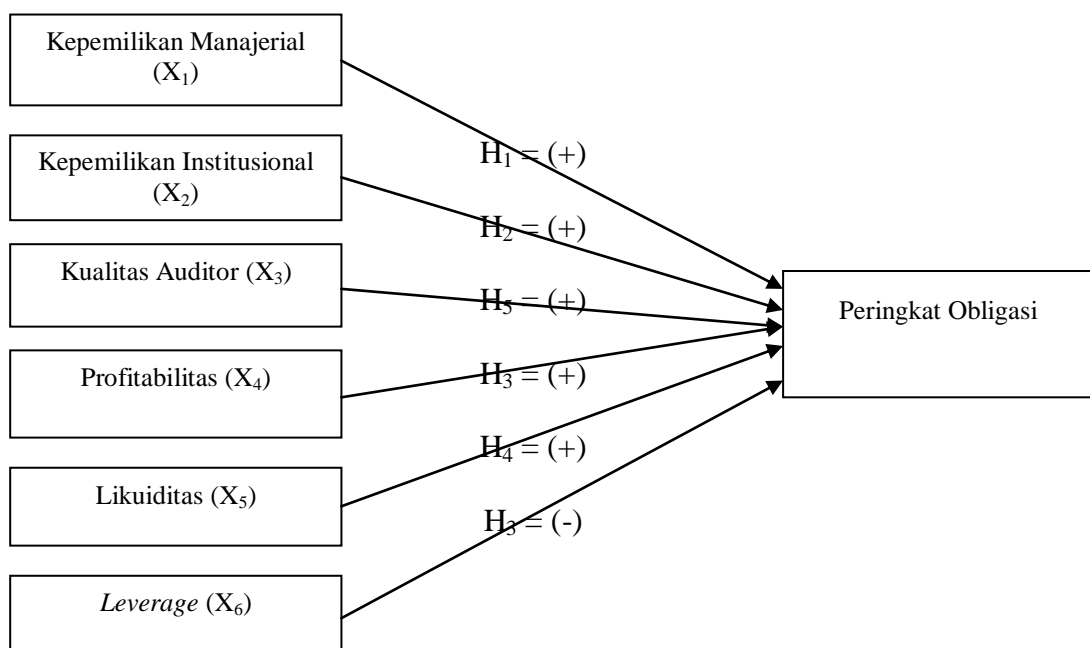 Kepemilikan Manajerial
(X₁)
H₁ = (+)
Kepemilikan Institusional
(X₂)
H₂ = (+)
Kualitas Auditor (X₃)
H₅ = (+)
Peringkat Obligasi
Profitabilitas (X₄)
H₃ = (+)
H₄ = (+)
Likuiditas (X₅)
H₃ = (-)
Leverage (X₆)